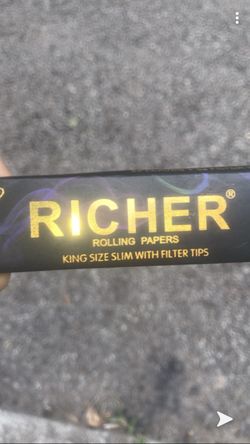 RICHER®
ROLLING PAPERS
KING SIZE SLIM WITH FILTER TIPS